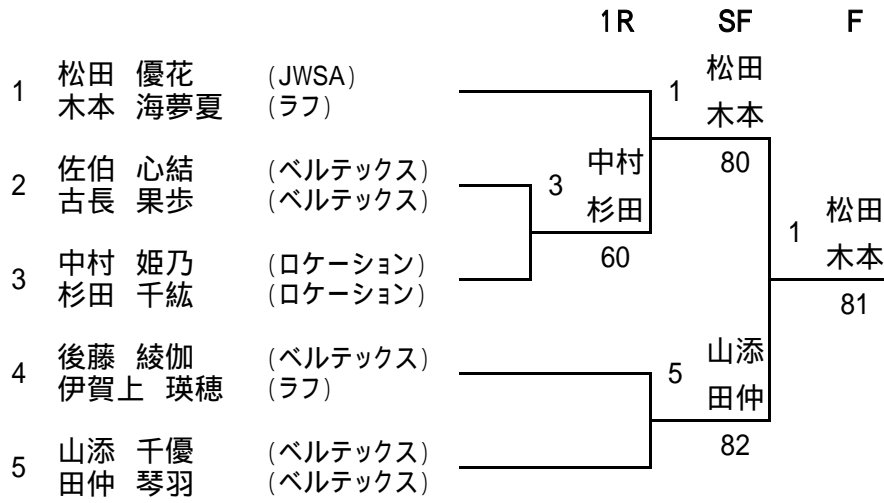 1R SF F
1 松田 優花 (JWSA)
木本 海夢夏 (ラフ)
1 松田
木本
80
2 佐伯 心結 (ベルテックス)
古長 果歩 (ベルテックス)
3 中村
杉田
60
3 中村 姫乃 (ロケーション)
杉田 千紘 (ロケーション)
1 松田
木本
81
4 後藤 綾伽 (ベルテックス)
伊賀上 瑛穂 (ラフ)
5 山添
田仲
82
5 山添 千優 (ベルテックス)
田仲 琴羽 (ベルテックス)